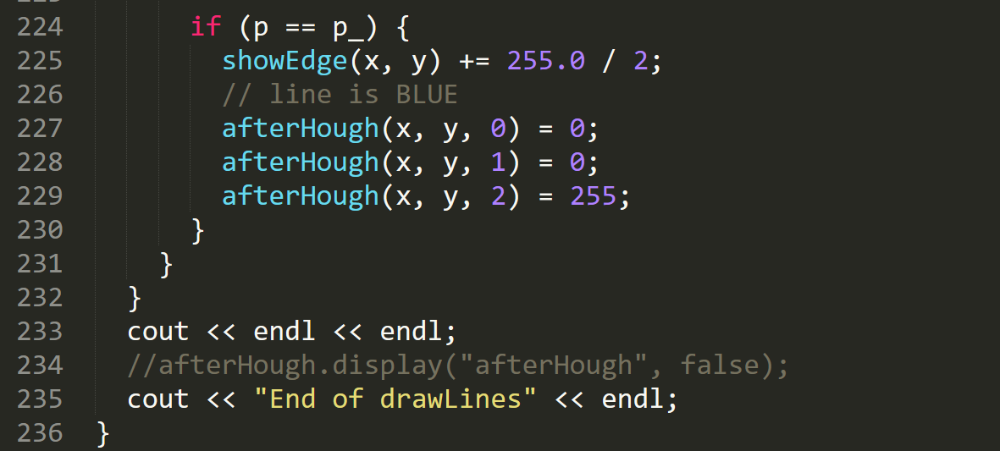 224 if (p == p_) {
225 showEdge(x, y) += 255.0 / 2;
226 // line is BLUE
227 afterHough(x, y, 0) = 0;
228 afterHough(x, y, 1) = 0;
229 afterHough(x, y, 2) = 255;
230 }
231 }
232 }
233 cout << endl << endl;
234 //afterHough.display("afterHough", false);
235 cout << "End of drawLines" << endl;
236 }